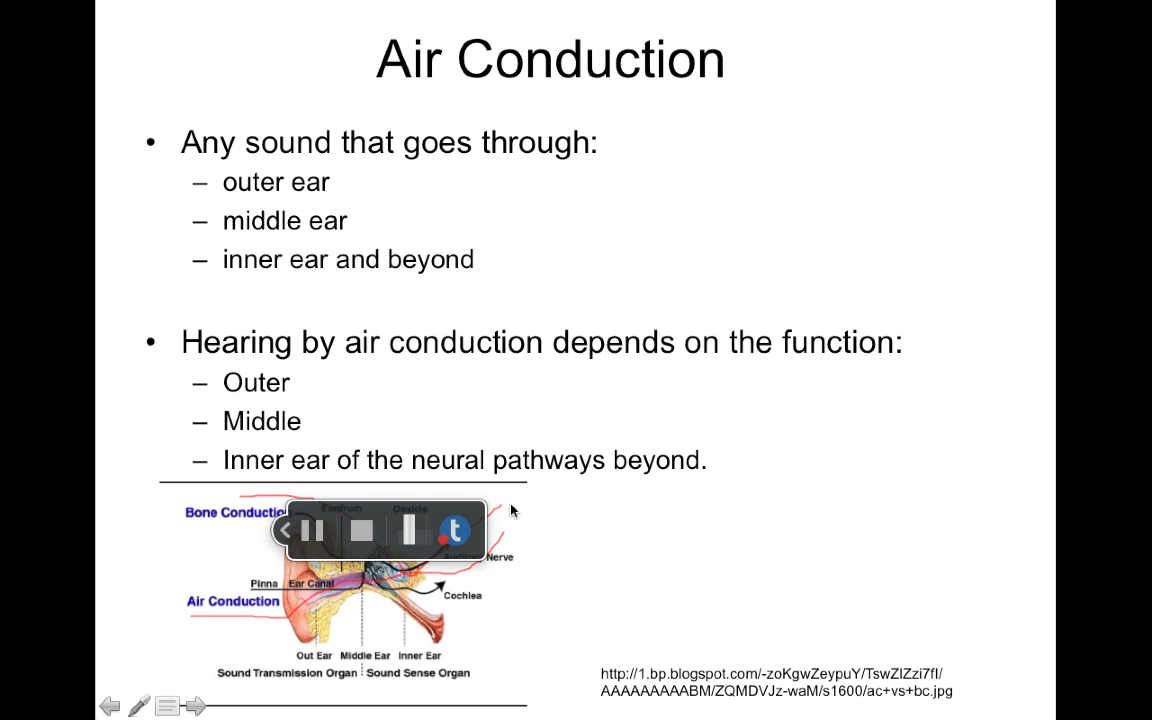 Air Conduction
• Any sound that goes through:
– outer ear
– middle ear
– inner ear and beyond
• Hearing by air conduction depends on the function:
– Outer
– Middle
– Inner ear of the neural pathways beyond.
Bone Conduction
Eardrum Ossicle
t
Auditory Nerve
Pinna Ear Canal
Cochlea
Air Conduction
Out Ear Middle Ear Inner Ear
Sound Transmission Organ Sound Sense Organ
http://1.bp.blogspot.com/-zoKgwZeypuY/TswZlZzi7fI/
AAAAAAAAABM/ZQMDVJz-waM/s1600/ac+vs+bc.jpg